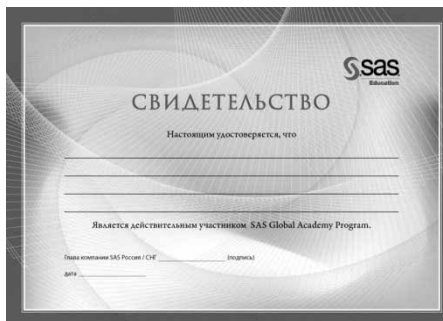 sas
Education
СВИДЕТЕЛЬСТВО
Настоящим удостоверяется, что
Является действительным участником SAS Global Academy Program.
Глава компании SAS Россия / СНГ (подпись)
дата